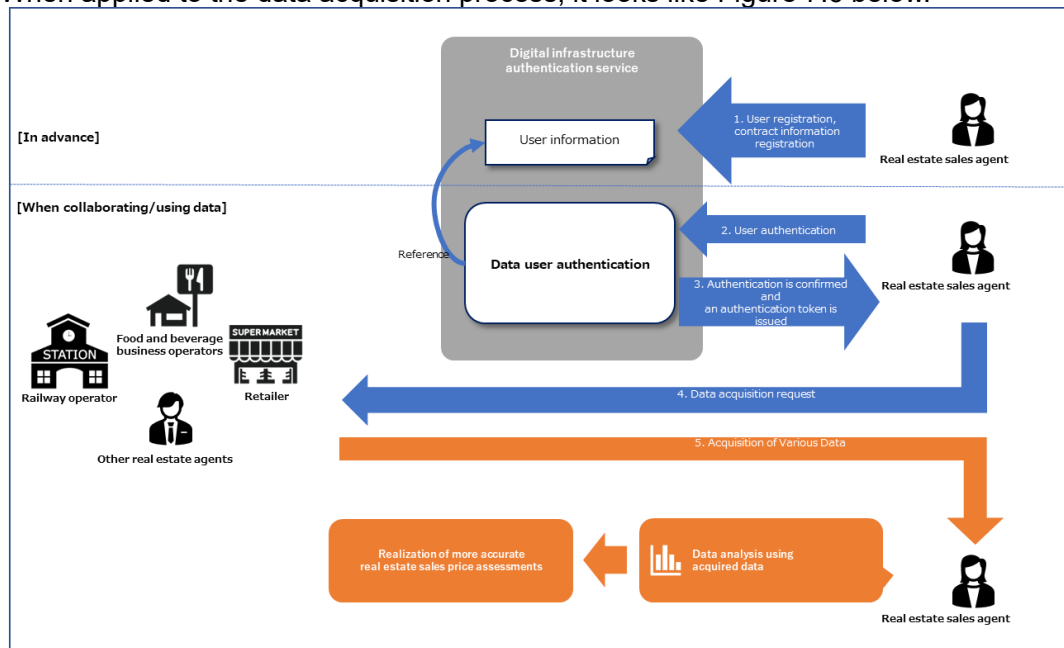 When applied to the data acquisition process, it looks like Figure
below.
Digital infrastructure
authentication service
[In advance]
User information
1. User registration,
contract information
registration
Real estate sales agent
[When collaborating/using data]
Reference
Data user authentication
2. User authentication
3. Authentication is confirmed
and
an authentication token is
issued
Real estate sales agent
Food and beverage
business operators
STATION
Railway operator
SUPERMARKET
Retailer
Other real estate agents
4. Data acquisition request
5. Acquisition of Various Data
Realization of more accurate
real estate sales price assessments
Data analysis using
acquired data
Real estate sales agent